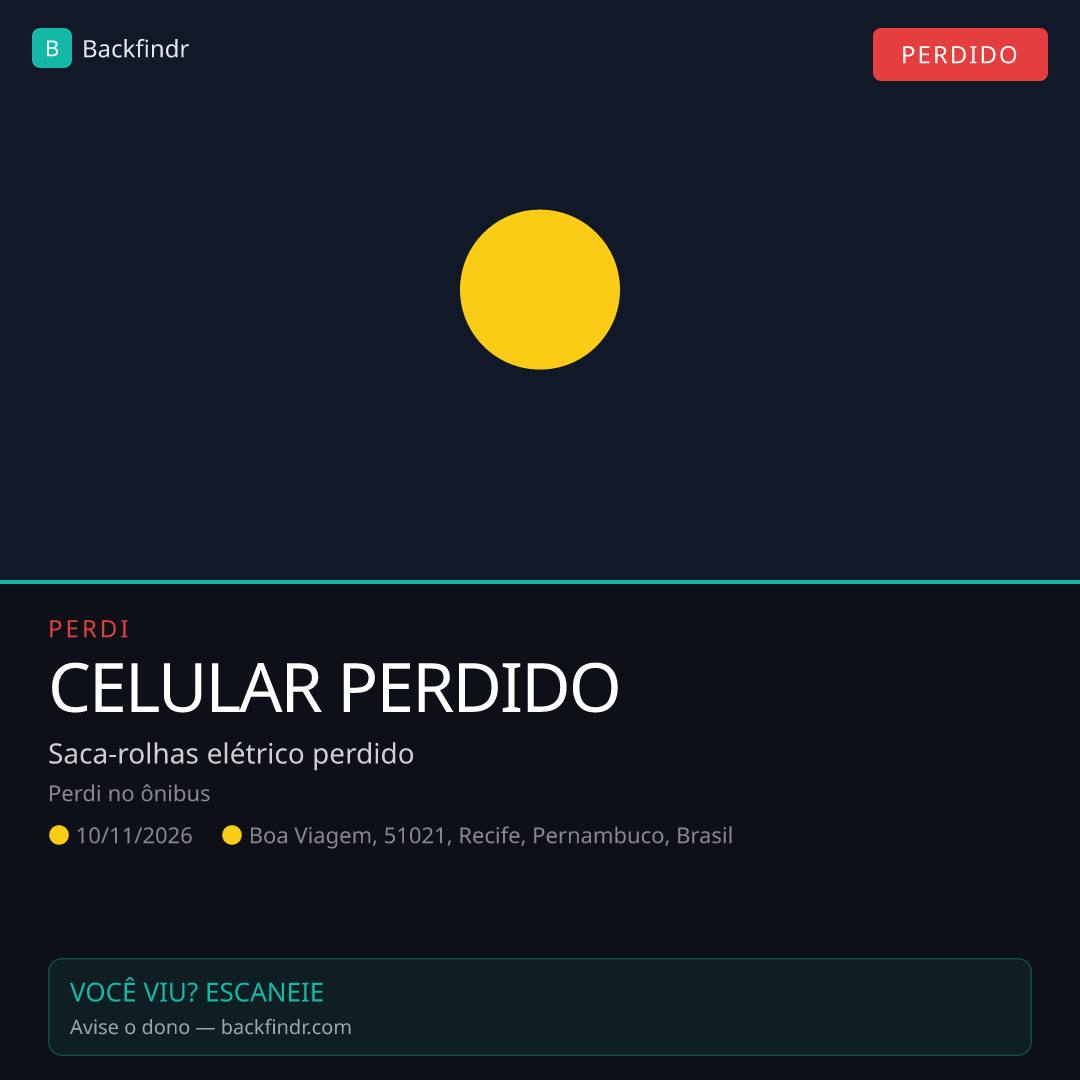 B Backfindr
PERDIDO
PERDI
CELULAR PERDIDO
Saca-rolhas elétrico perdido
Perdi no ônibus
10/11/2026 Boa Viagem, 51021, Recife, Pernambuco, Brasil
VOCÊ VIU? ESCANEIE
Avise o dono — backfindr.com